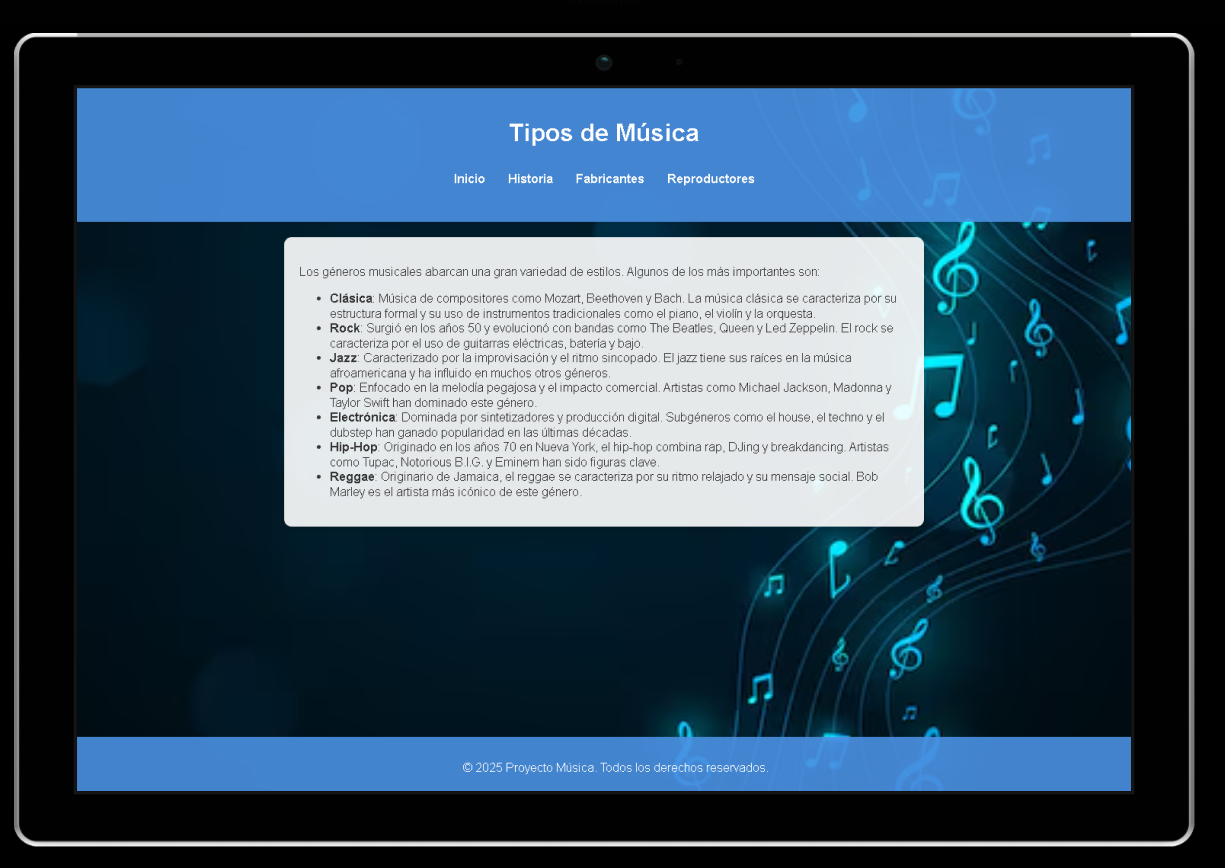 Tipos de Música
Inicio Historia Fabricantes Reproductores
Los géneros musicales abarcan una gran variedad de estilos. Algunos de los más importantes son:
• Clásica: Música de compositores como Mozart, Beethoven y Bach. La música clásica se caracteriza por su
estructura formal y su uso de instrumentos tradicionales como el piano, el violín y la orquesta.
• Rock: Surgió en los años 50 y evolucionó con bandas como The Beatles, Queen y Led Zeppelin. El rock se
caracteriza por el uso de guitarras eléctricas, batería y bajo.
• Jazz: Caracterizado por la improvisación y el ritmo sincopado. El jazz tiene sus raíces en la música
afroamericana y ha influido en muchos otros géneros.
• Pop: Enfocado en la melodía pegajosa y el impacto comercial. Artistas como Michael Jackson, Madonna y
Taylor Swift han dominado este género.
• Electrónica: Dominada por sintetizadores y producción digital. Subgéneros como el house, el techno y el
dubstep han ganado popularidad en las últimas décadas.
• Hip-Hop: Originado en los años 70 en Nueva York, el hip-hop combina rap, DJing y breakdancing. Artistas
como Tupac, Notorious B.I.G. y Eminem han sido figuras clave.
• Reggae: Originario de Jamaica, el reggae se caracteriza por su ritmo relajado y su mensaje social. Bob
Marley es el artista más icónico de este género.
© 2025 Proyecto Música. Todos los derechos reservados.